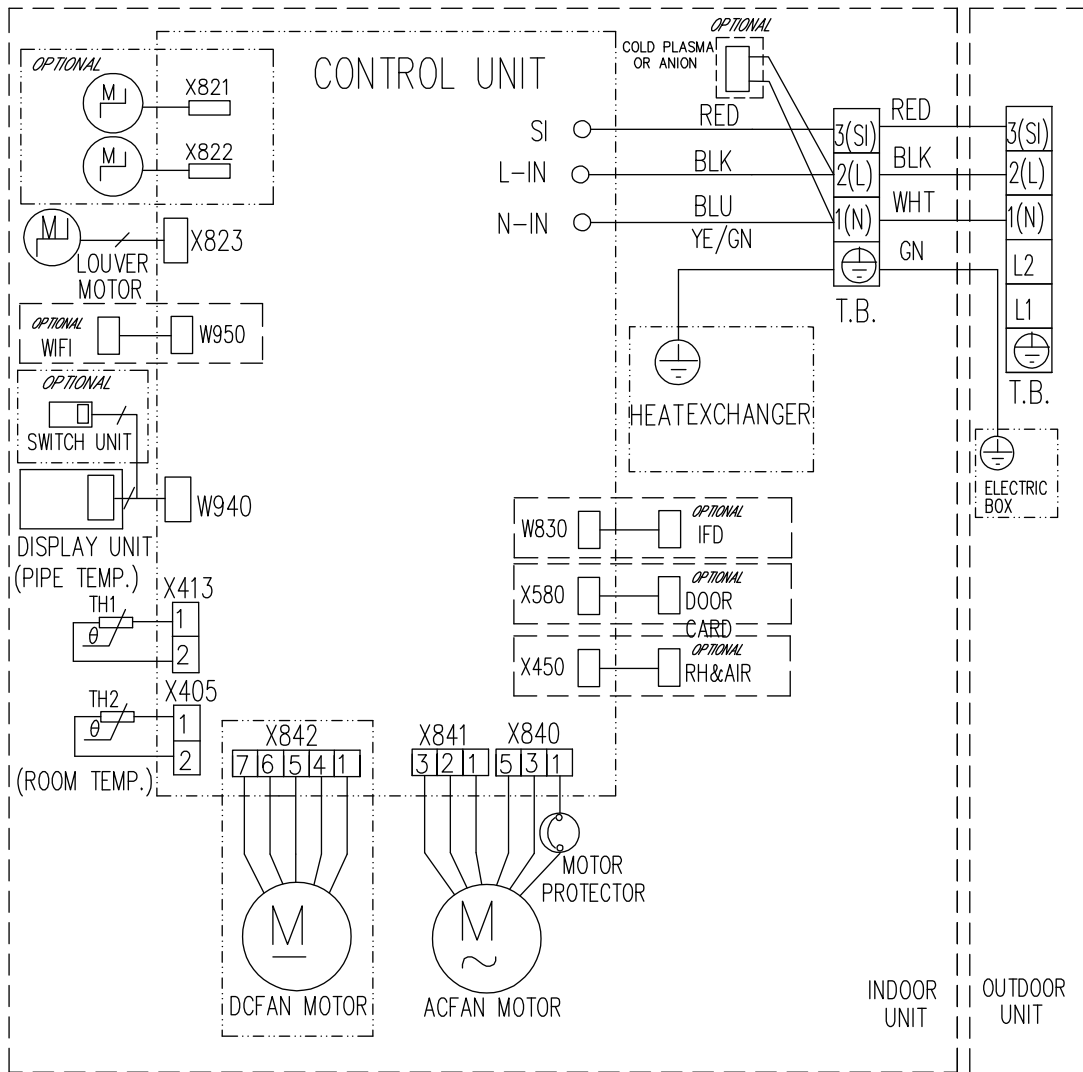 OPTIONAL
X821
M
X822
M
M
X823
LOUVER
MOTOR
OPTIONAL
WIFI
W950
OPTIONAL
SWITCH UNIT
W940
DISPLAY UNIT
(PIPE TEMP.)
TH1
θ
X413
1
2
TH2
θ
X405
1
2
(ROOM TEMP.)
CONTROL UNIT
OPTIONAL
COLD PLASMA
OR ANION
SI
RED
L-IN
BLK
N-IN
BLU
YE/GN
3(SI)
2(L)
1(N)
T.B.
RED
BLK
WHT
GN
3(SI)
2(L)
1(N)
L2
L1
T.B.
HEATEXCHANGER
ELECTRIC
BOX
W830
OPTIONAL
IFD
X580
OPTIONAL
DOOR
CARD
X450
OPTIONAL
RH&AIR
X842
7 6 5 4 1
M
DCFAN MOTOR
X841
3 2 1
X840
5 3 1
MOTOR
PROTECTOR
M
ACFAN MOTOR
INDOOR
UNIT
OUTDOOR
UNIT